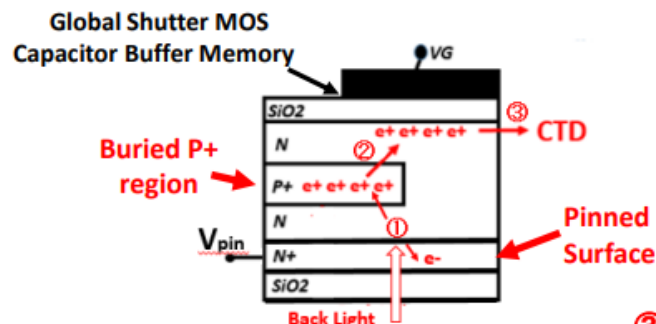 Global Shutter MOS
Capacitor Buffer Memory
VG
SiO2
③
e+ e+ e+ e+
CTD
N
②
Buried P+
region
P+ e+ e+ e+ e+
N
①
Pinned
Surface
Vpin
N+
e-
SiO2
Back Light